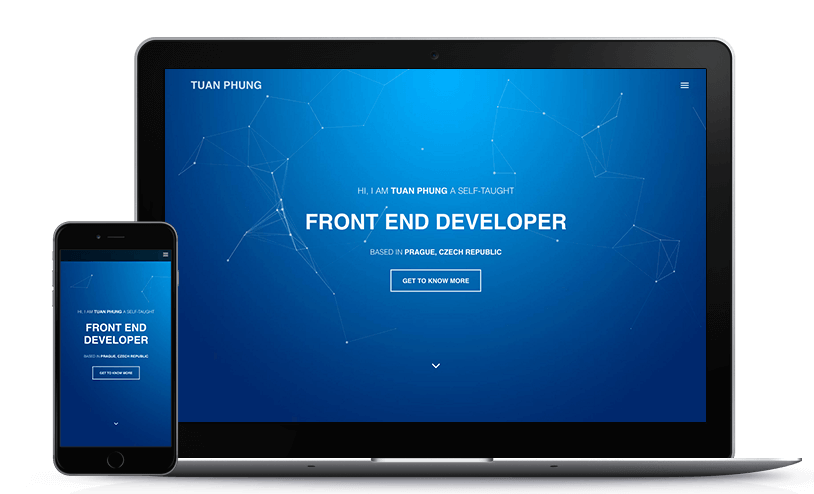 TUAN PHUNG
HI, I AM TUAN PHUNG A SELF-TAUGHT
FRONT END DEVELOPER
BASED IN PRAGUE, CZECH REPUBLIC
GET TO KNOW MORE
HI, I AM TUAN PHUNG A SELF-TAUGHT
FRONT END
DEVELOPER
BASED IN PRAGUE, CZECH REPUBLIC
GET TO KNOW MORE